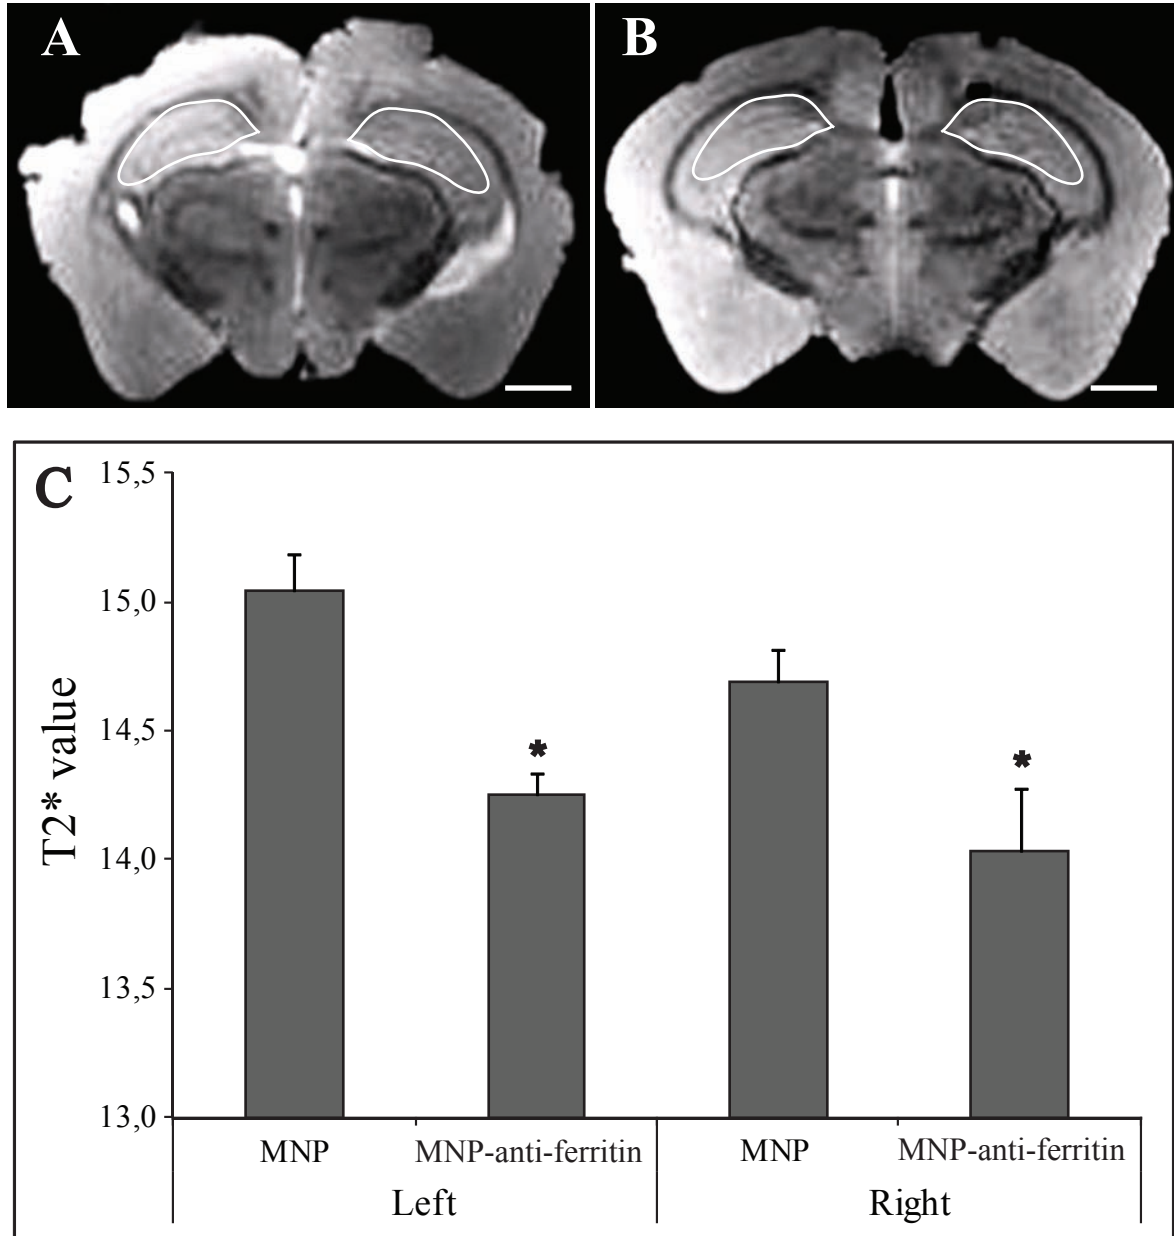 A
B
C
15,5
15,0
14,5
14,0
13,5
13,0
T2* value
*
*
MNP
MNP-anti-ferritin
MNP
MNP-anti-ferritin
Left
Right